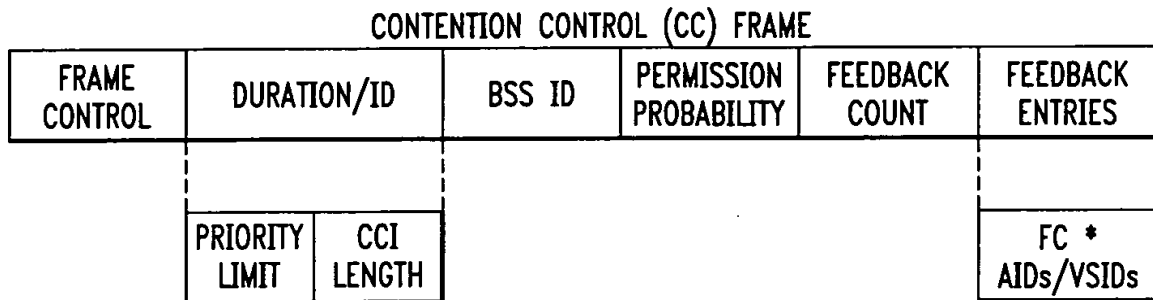 CONTENTION CONTROL (CC) FRAME
FRAME
CONTROL
DURATION/ID
BSS ID
PERMISSION
PROBABILITY
FEEDBACK
COUNT
FEEDBACK
ENTRIES
PRIORITY
LIMIT
CCI
LENGTH
FC *
AIDs/VSIDs